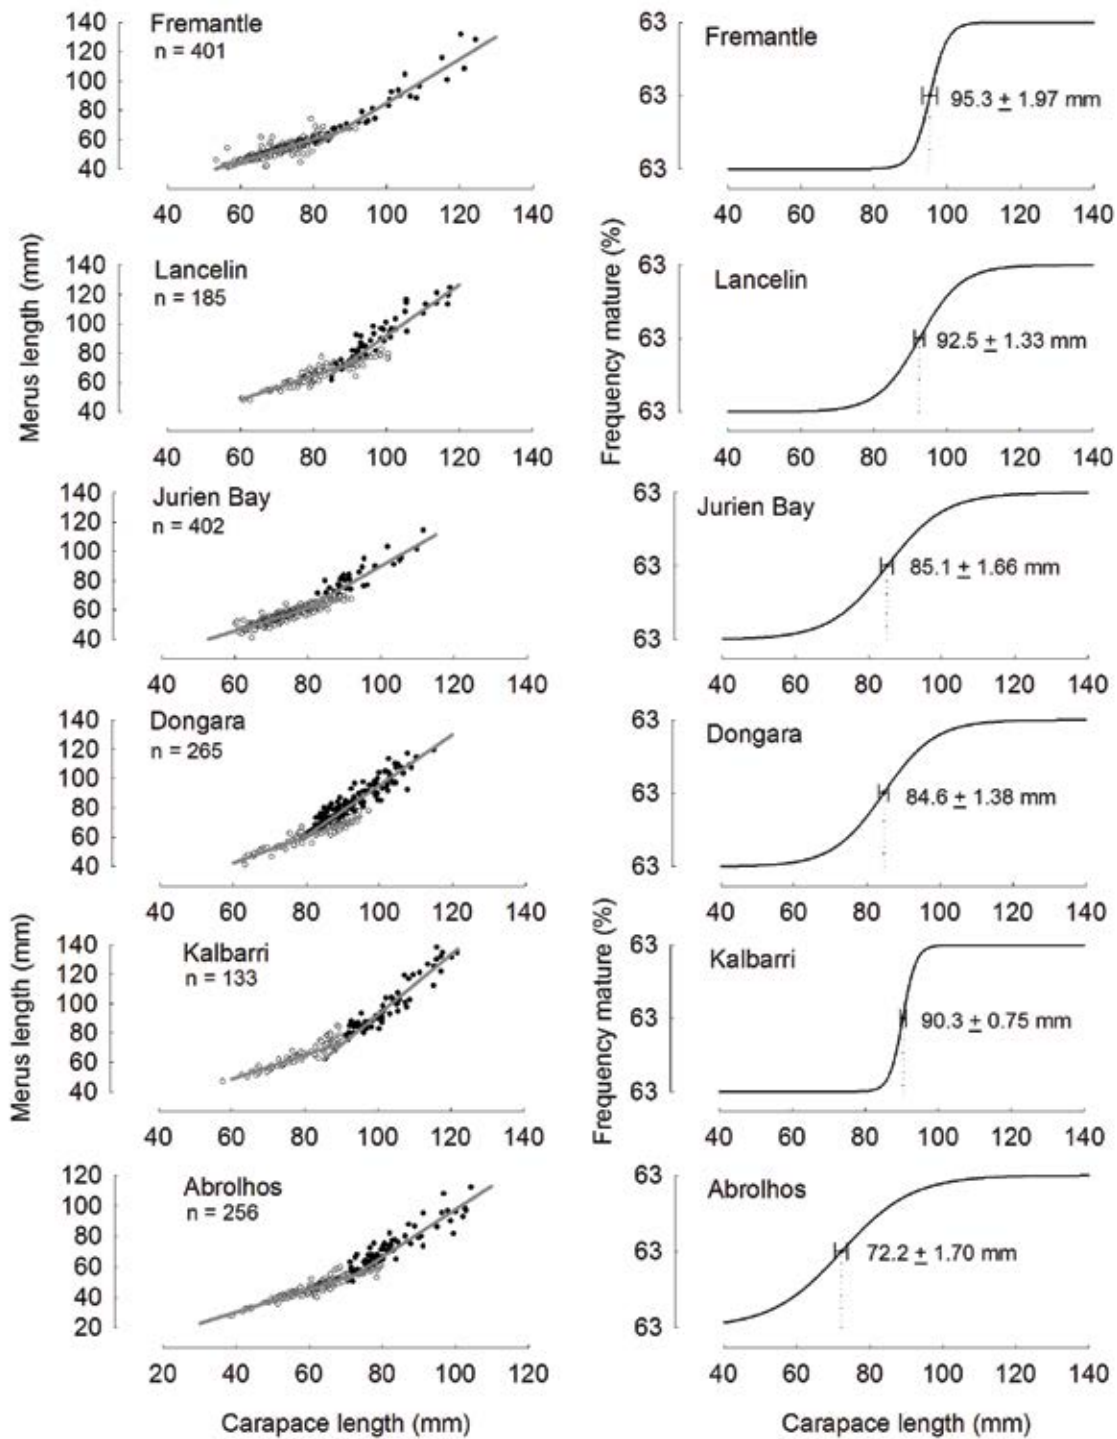 Fremantle
n = 401
140
120
100
80
60
40
40 60 80 100 120 140
Fremantle
63
63
63
95.3 ± 1.97 mm
40 60 80 100 120 140
Merus length (mm)
Lancelin
n = 185
140
120
100
80
60
40
40 60 80 100 120 140
Frequency mature (%)
Lancelin
63
63
63
92.5 ± 1.33 mm
40 60 80 100 120 140
Jurien Bay
n = 402
140
120
100
80
60
40
40 60 80 100 120 140
Jurien Bay
63
63
63
85.1 ± 1.66 mm
40 60 80 100 120 140
Dongara
n = 265
140
120
100
80
60
40
40 60 80 100 120 140
Dongara
63
63
63
84.6 ± 1.38 mm
40 60 80 100 120 140
Merus length (mm)
Kalbarri
n = 133
140
120
100
80
60
40
40 60 80 100 120 140
Frequency mature (%)
Kalbarri
63
63
63
90.3 ± 0.75 mm
40 60 80 100 120 140
Abrolhos
n = 256
120
100
80
60
40
20
20 40 60 80 100 120
Carapace length (mm)
Abrolhos
63
63
63
72.2 ± 1.70 mm
40 60 80 100 120 140
Carapace length (mm)